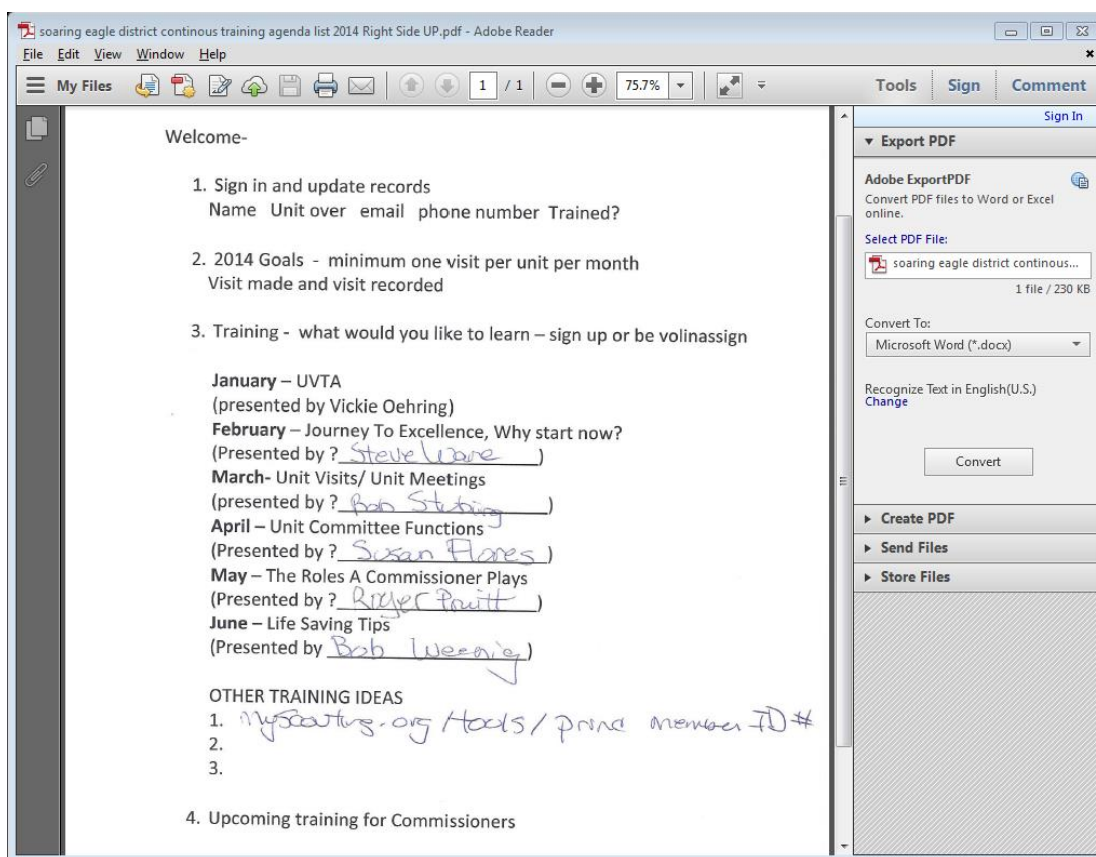 soaring eagle district continous training agenda list 2014 Right Side UP.pdf - Adobe Reader
File Edit View Window Help
My Files 1 / 1 75.7% Tools Sign Comment
Welcome-
1. Sign in and update records
Name Unit over email phone number Trained?
2. 2014 Goals - minimum one visit per unit per month
Visit made and visit recorded
3. Training - what would you like to learn – sign up or be volinassign
January – UVTA
(presented by Vickie Oehring)
February – Journey To Excellence, Why start now?
(Presented by ? Steve Ware)
March- Unit Visits/ Unit Meetings
(presented by ? Bob Stubing)
April – Unit Committee Functions
(Presented by ? Susan Flores)
May – The Roles A Commissioner Plays
(Presented by ? Roger Pruitt)
June – Life Saving Tips
(Presented by Bob Weenig)
OTHER TRAINING IDEAS
1. MyScouting.org /tools/ member ID #
2.
3.
4. Upcoming training for Commissioners
Sign In
Export PDF
Adobe ExportPDF
Convert PDF files to Word or Excel
online.
Select PDF File:
soaring eagle district continous...
1 file / 230 KB
Convert To:
Microsoft Word (*.docx)
Recognize Text in English(U.S.)
Change
Convert
Create PDF
Send Files
Store Files